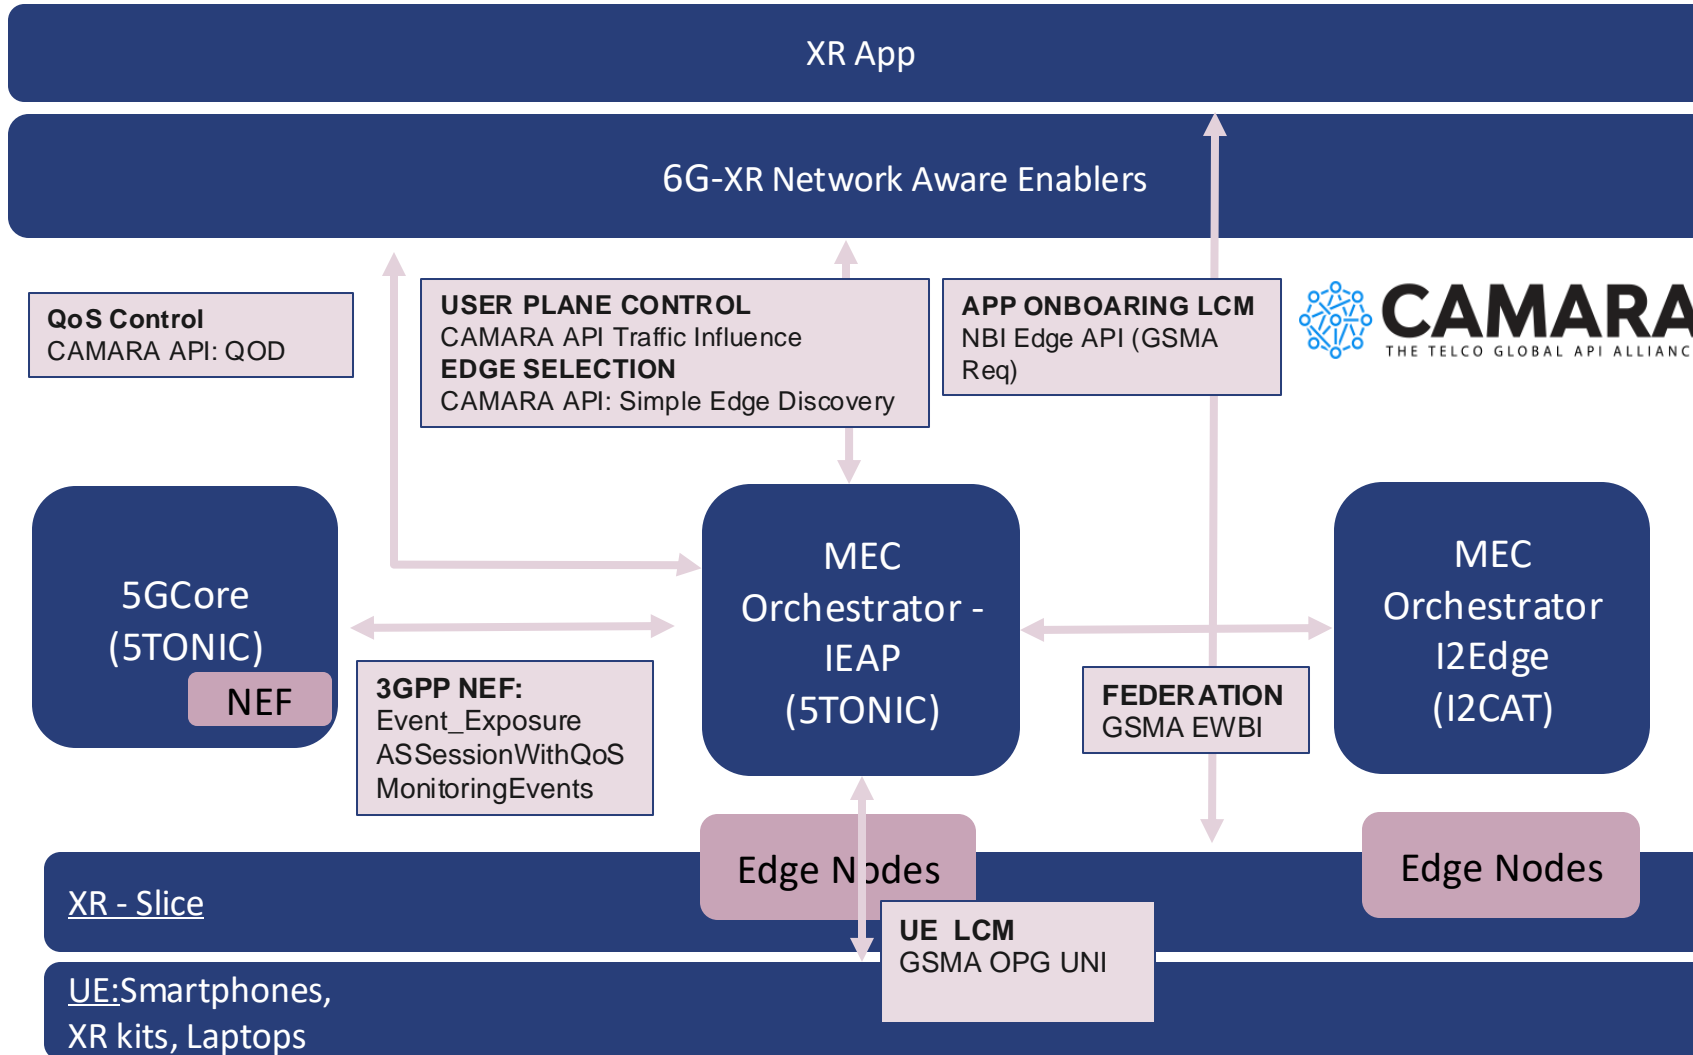 XR App
6G-XR Network Aware Enablers
QoS Control
CAMARA API: QOD
USER PLANE CONTROL
CAMARA API Traffic Influence
EDGE SELECTION
CAMARA API: Simple Edge Discovery
APP ONBOARING LCM
NBI Edge API (GSMA
Req)
CAMARA
THE TELCO GLOBAL API ALLIANC
5GCore
(5TONIC)
NEF
3GPP NEF:
Event_Exposure
ASSessionWithQoS
MonitoringEvents
MEC
Orchestrator -
IEAP
(5TONIC)
FEDERATION
GSMA EWBI
MEC
Orchestrator
I2Edge
(I2CAT)
Edge Nodes
Edge Nodes
XR - Slice
UE LCM
GSMA OPG UNI
UE:Smartphones,
XR kits, Laptops